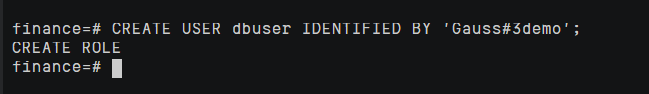 finance=# CREATE USER dbuser IDENTIFIED BY 'Gauss#3demo';
CREATE ROLE
finance=#